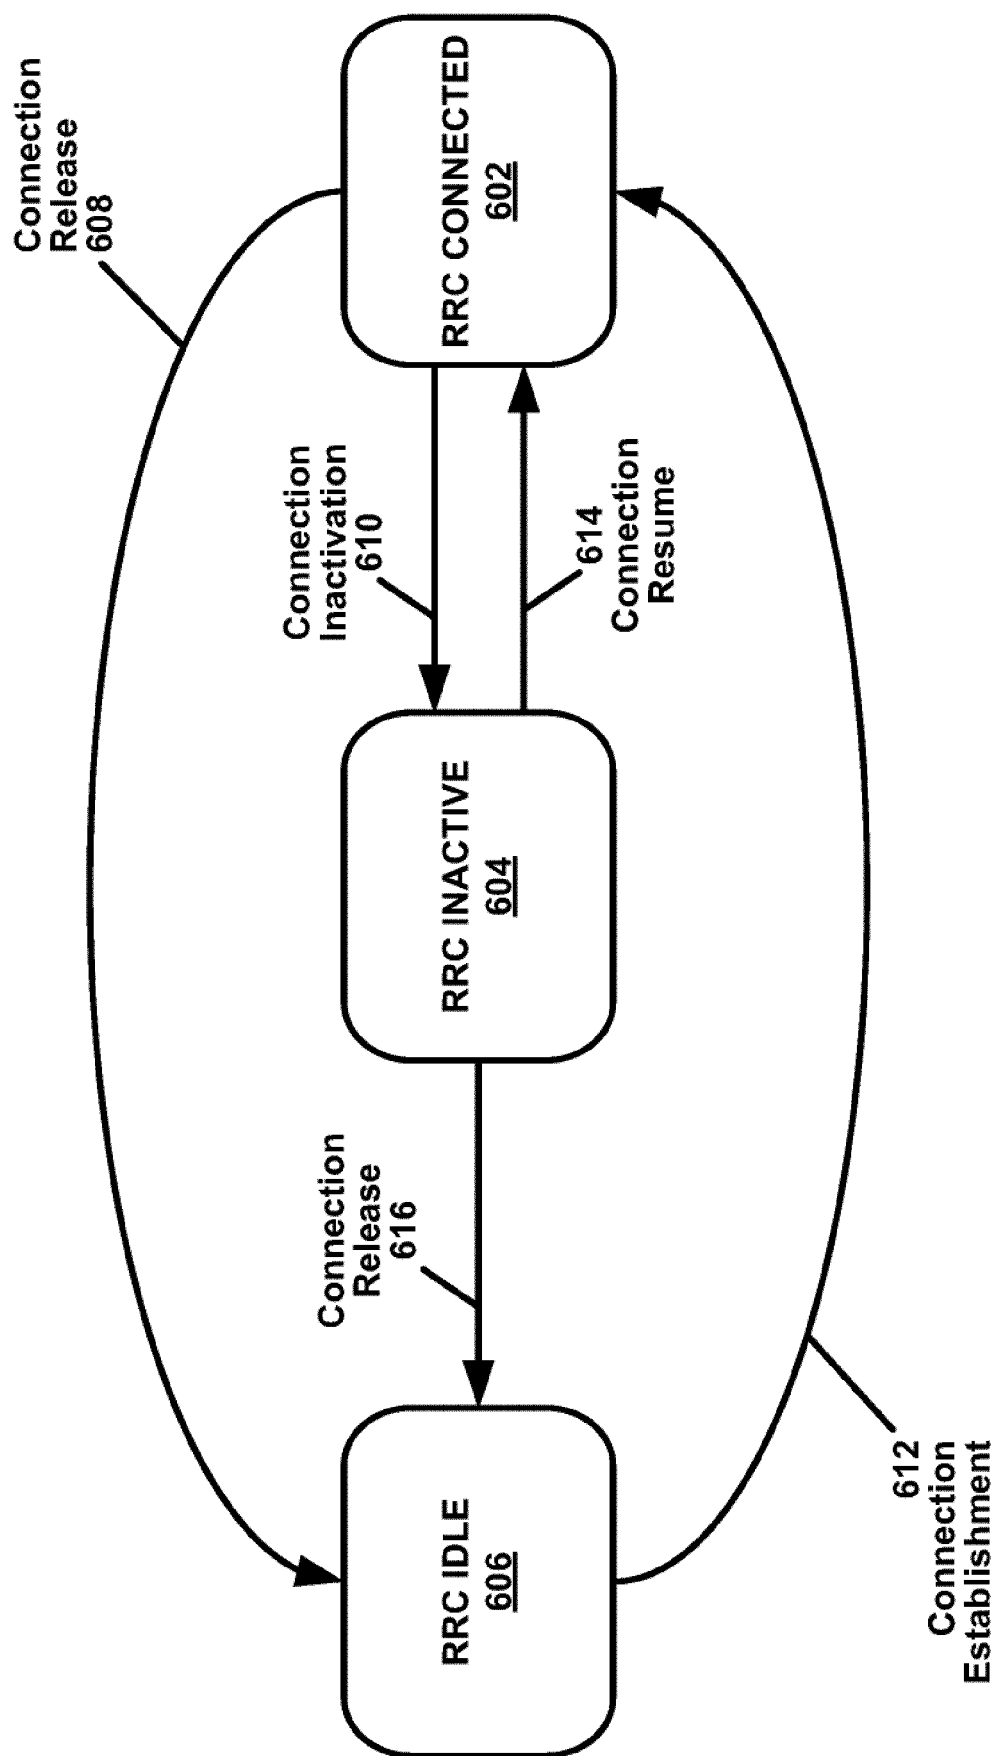 Connection
Release
608
RRC IDLE
606
Connection
Release
616
RRC INACTIVE
604
Connection
Inactivation
610
614
Connection
Resume
RRC CONNECTED
602
612
Connection
Establishment